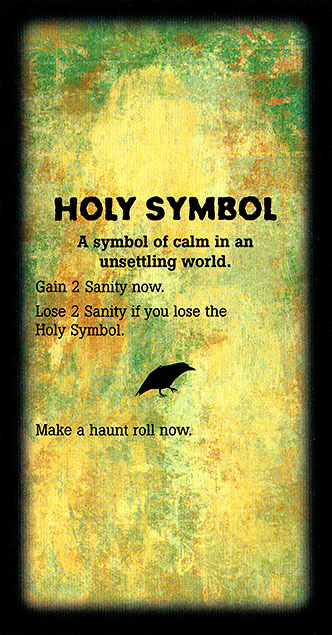 HOLY SYMBOL
A symbol of calm in an
unsettling world.
Gain 2 Sanity now.
Lose 2 Sanity if you lose the
Holy Symbol.
Make a haunt roll now.